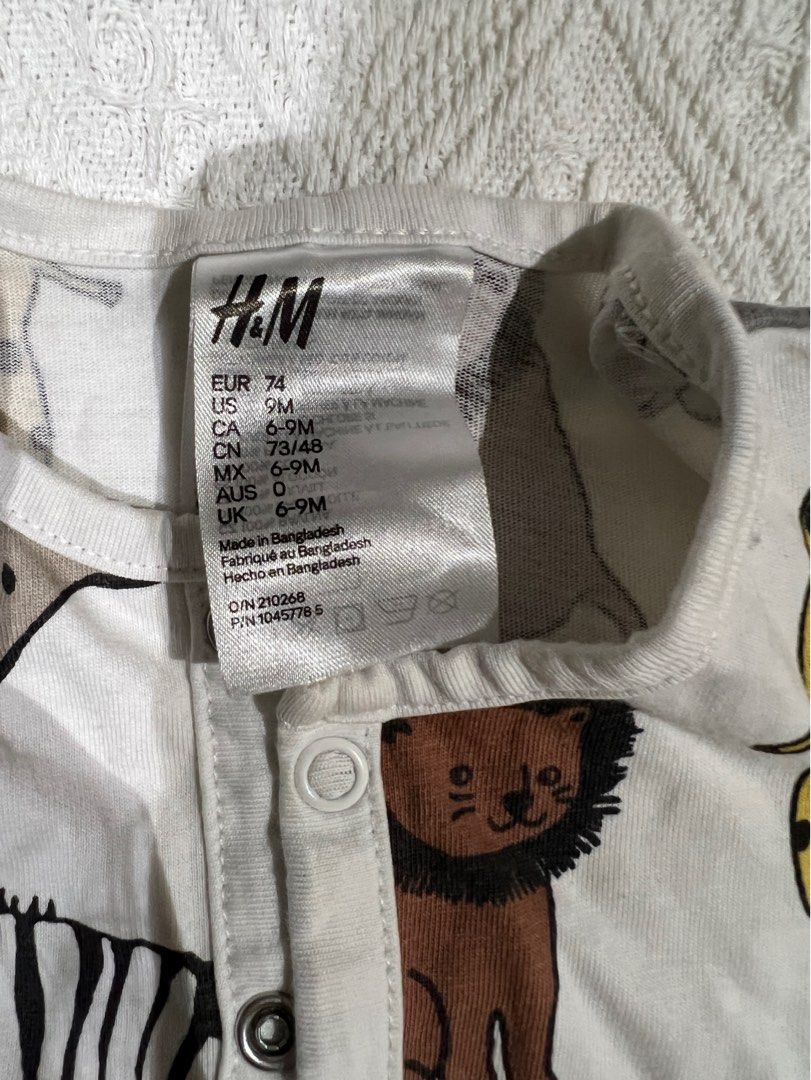 H&M
EUR 74
US 9M
CA 6-9M
CN 73/48
MX 6-9M
AUS 0
UK 6-9M
Made in Bangladesh
Fabriqué au Bangladesh
Hecho en Bangladesh
O/N 210268
P/N 1045778 5